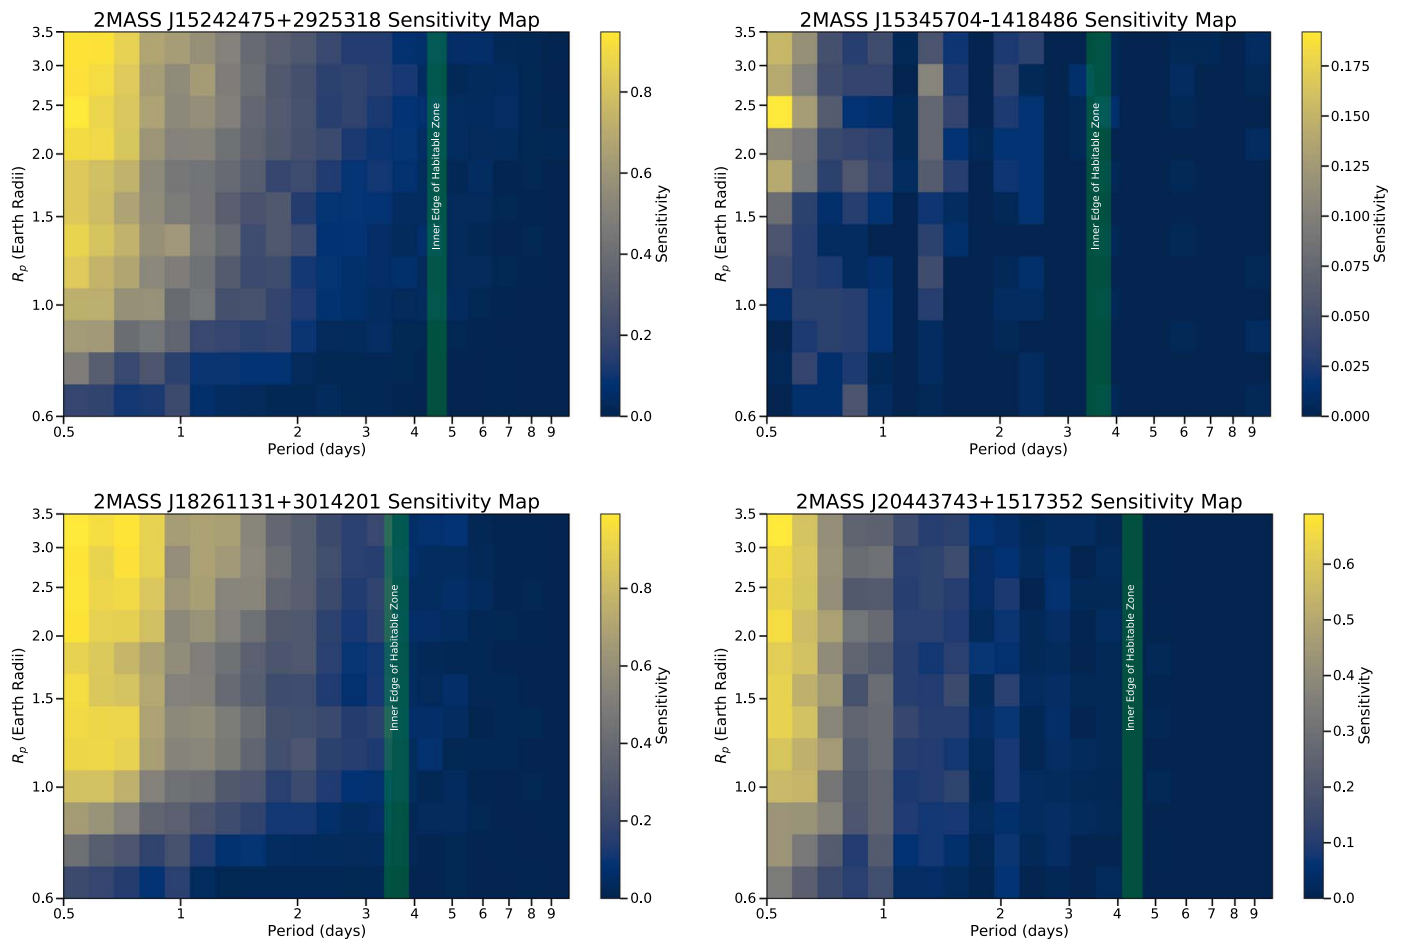 2MASS J15242475+2925318 Sensitivity Map
3.5
3.0
2.5
2.0
1.5
1.0
0.6
Rp (Earth Radii)
Inner Edge of Habitable Zone
0.5 1 2 3 4 5 6 7 8 9
Period (days)
0.8
0.6
0.4
0.2
0.0
Sensitivity
2MASS J15345704-1418486 Sensitivity Map
3.5
3.0
2.5
2.0
1.5
1.0
0.6
Rp (Earth Radii)
Inner Edge of Habitable Zone
0.5 1 2 3 4 5 6 7 8 9
Period (days)
0.175
0.150
0.125
0.100
0.075
0.050
0.025
0.000
Sensitivity
2MASS J18261131+3014201 Sensitivity Map
3.5
3.0
2.5
2.0
1.5
1.0
0.6
Rp (Earth Radii)
Inner Edge of Habitable Zone
0.5 1 2 3 4 5 6 7 8 9
Period (days)
0.8
0.6
0.4
0.2
0.0
Sensitivity
2MASS J20443743+1517352 Sensitivity Map
3.5
3.0
2.5
2.0
1.5
1.0
0.6
Rp (Earth Radii)
Inner Edge of Habitable Zone
0.5 1 2 3 4 5 6 7 8 9
Period (days)
0.6
0.5
0.4
0.3
0.2
0.1
0.0
Sensitivity